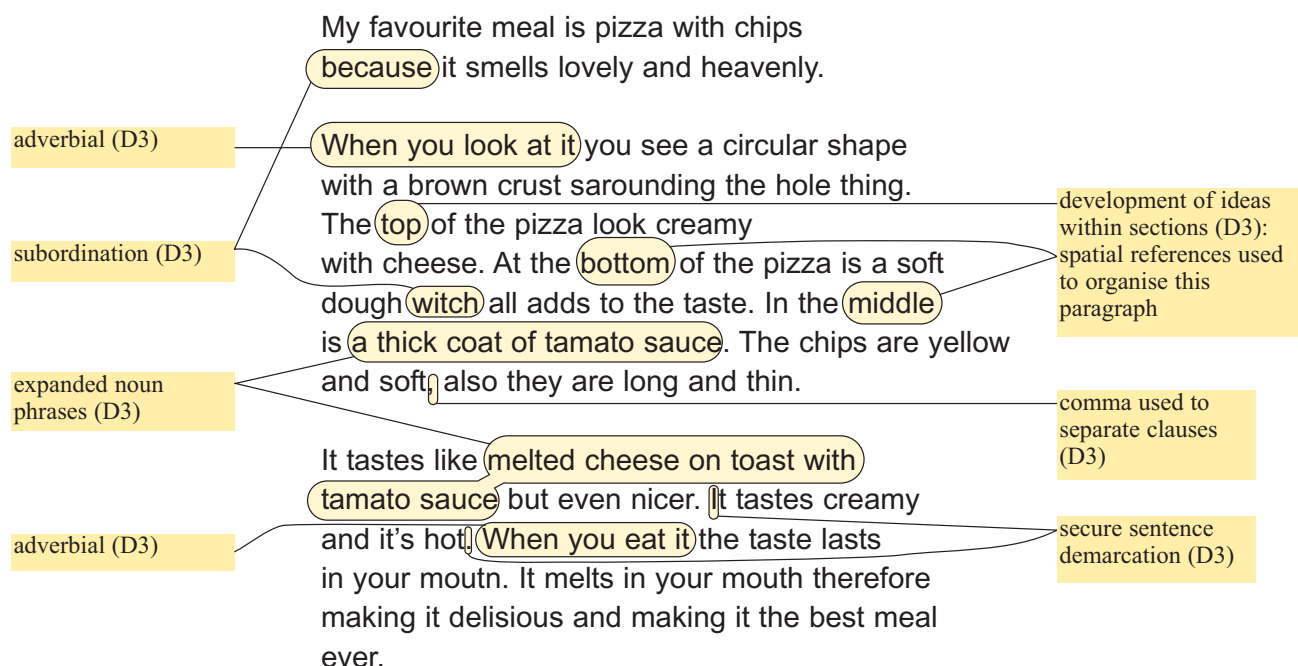 My favourite meal is pizza with chips
because it smells lovely and heavenly.
adverbial (D3)
When you look at it you see a circular shape
with a brown crust sarounding the hole thing.
The top of the pizza look creamy
with cheese. At the bottom of the pizza is a soft
dough witch all adds to the taste. In the middle
is a thick coat of tamato sauce. The chips are yellow
and soft, also they are long and thin.
subordination (D3)
development of ideas
within sections (D3):
spatial references used
to organise this
paragraph
expanded noun
phrases (D3)
comma used to
separate clauses
(D3)
It tastes like melted cheese on toast with
tamato sauce but even nicer. It tastes creamy
and it's hot. When you eat it the taste lasts
in your moutn. It melts in your mouth therefore
making it delisious and making it the best meal
ever.
adverbial (D3)
secure sentence
demarcation (D3)